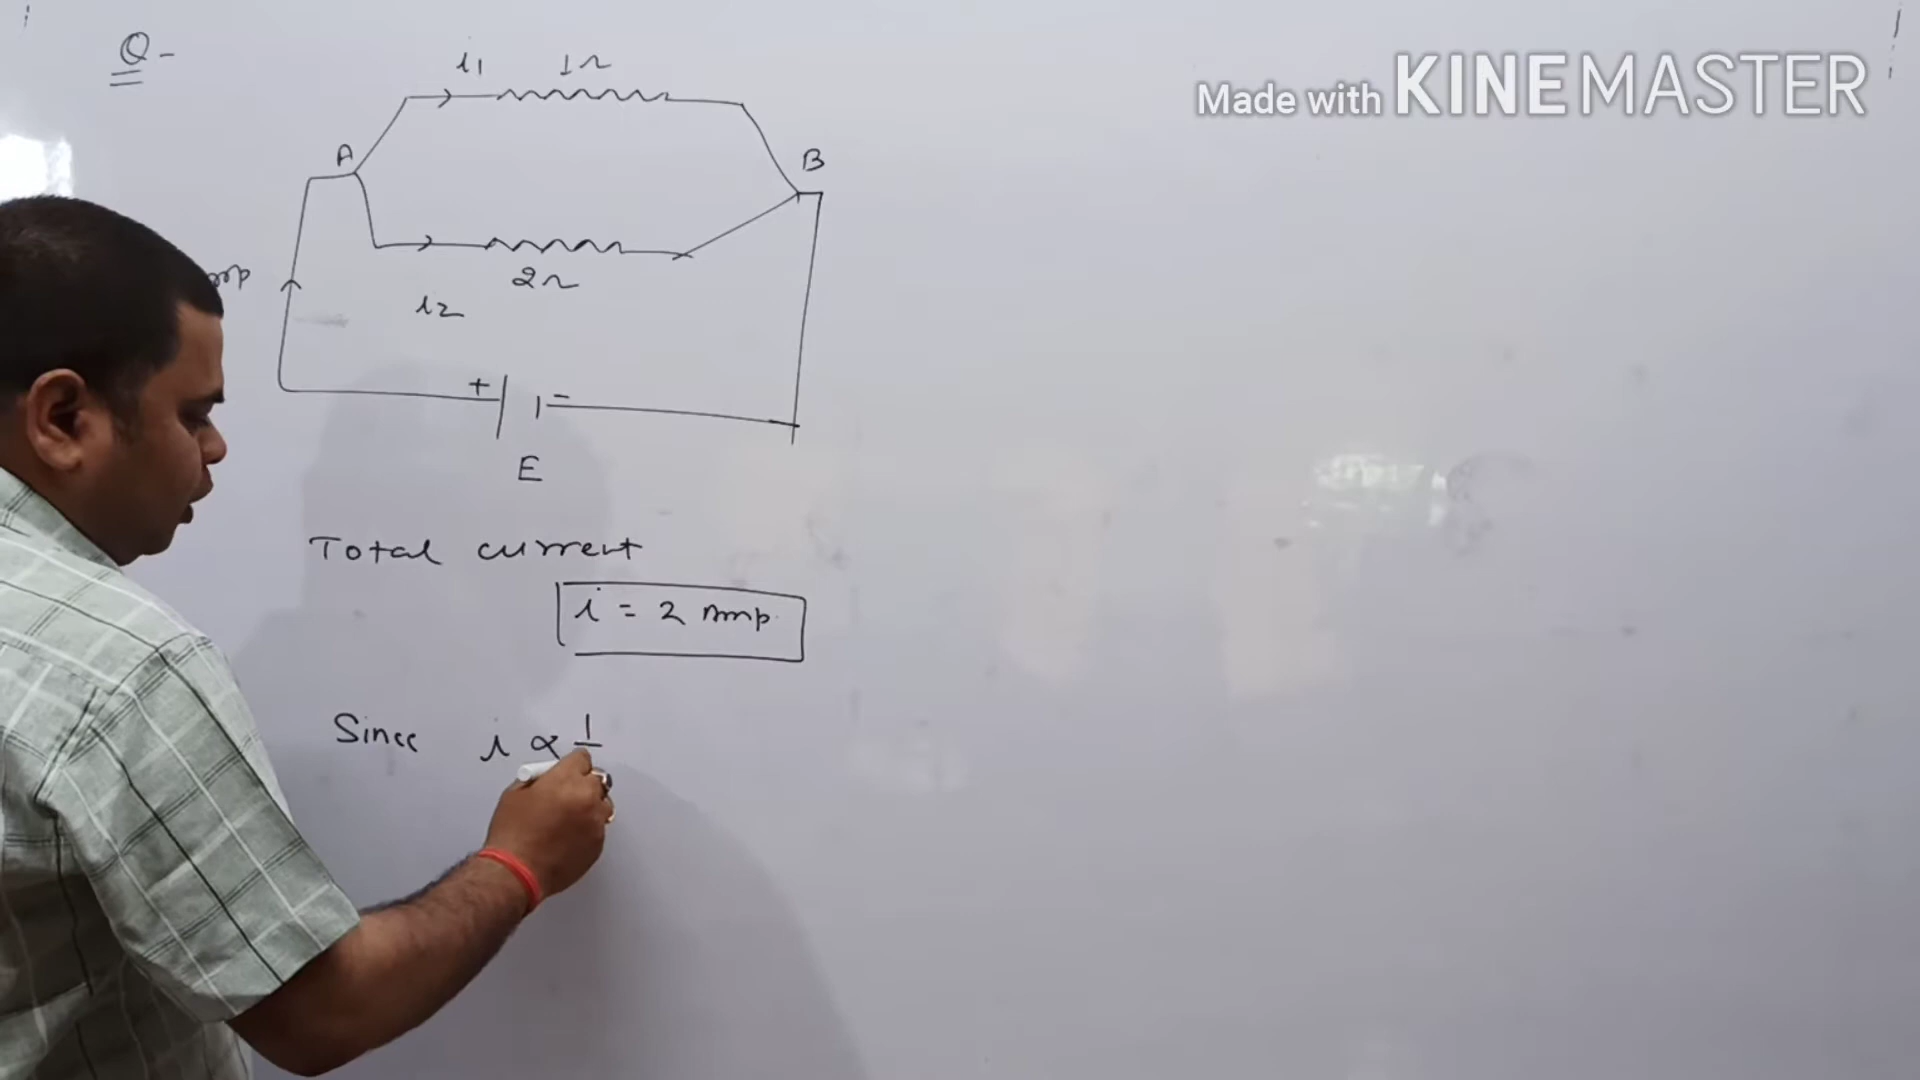 Q-
Made with KINEMASTER
i1 1Ω
A B
2Ω
i2
+ -
E
Total current
i = 2 Amp.
Since i ∝ 1